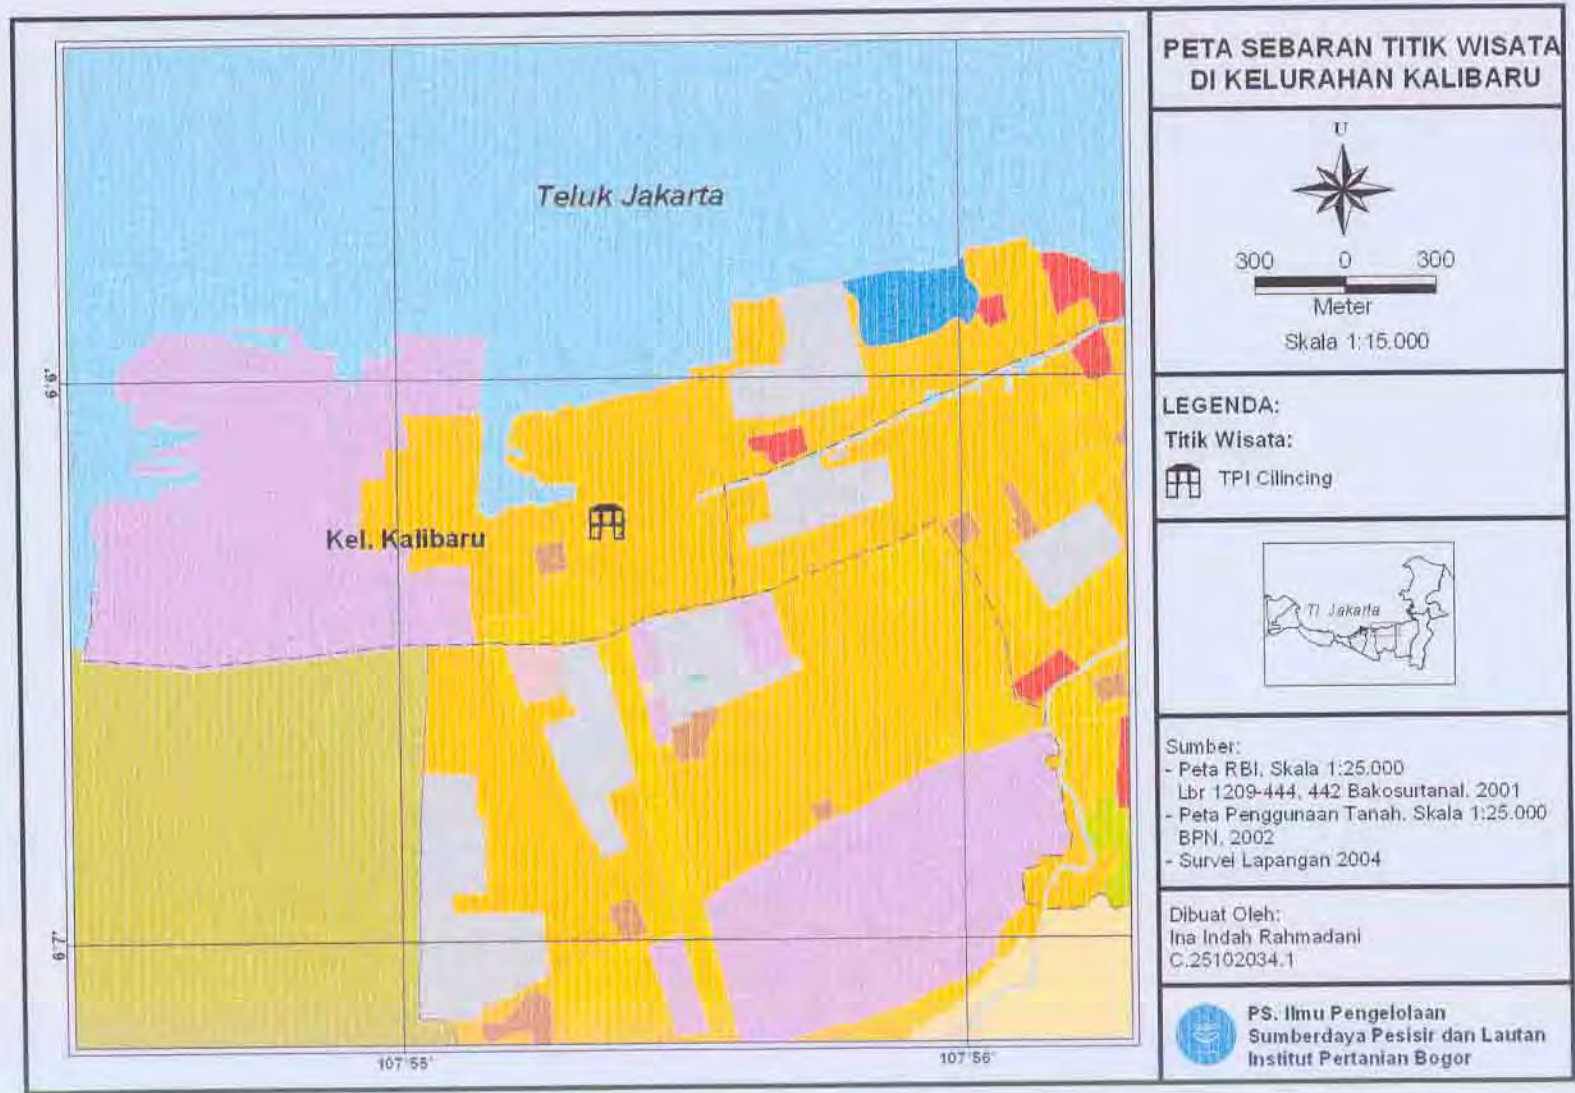 PETA SEBARAN TITIK WISATA
DI KELURAHAN KALIBARU
U
300 0 300
Meter
Skala 1:15.000
LEGENDA:
Titik Wisata:
TPI Cilincing
Tl. Jakarta
Sumber:
- Peta RBI, Skala 1:25.000
Lbr 1209-444, 442 Bakosurtanal, 2001
- Peta Penggunaan Tanah, Skala 1:25.000
BPN, 2002
- Survei Lapangan 2004
Dibuat Oleh:
Ina Indah Rahmadani
C.25102034.1
PS. Ilmu Pengelolaan
Sumberdaya Pesisir dan Lautan
Institut Pertanian Bogor
Teluk Jakarta
Kel. Kalibaru
6°6'
6°7'
107°55'
107°56'